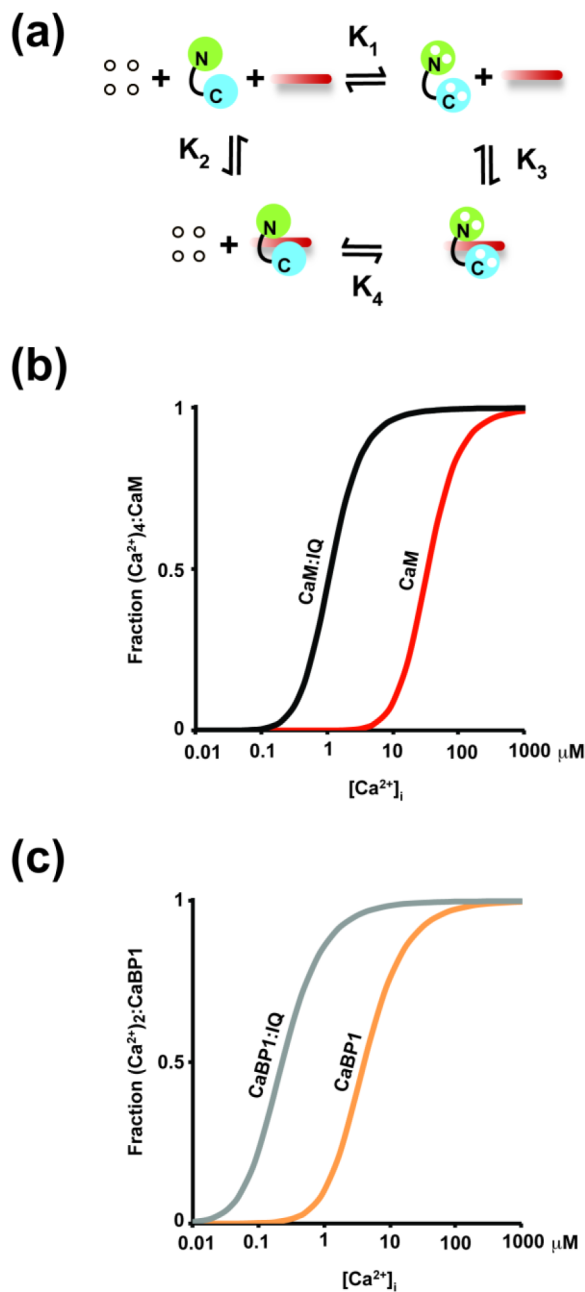 (a)
N
C
+
+
K₁
N
C
+
K₂
K₃
+
N
C
K₄
N
C
(b)
Fraction (Ca²⁺)₄:CaM
1
0.5
0
CaM:IQ
CaM
0.01 0.1 1 10 100 1000 μM
[Ca²⁺]ᵢ
(c)
Fraction (Ca²⁺)₂:CaBP1
1
0.5
0
CaBP1:IQ
CaBP1
0.01 0.1 1 10 100 1000 μM
[Ca²⁺]ᵢ